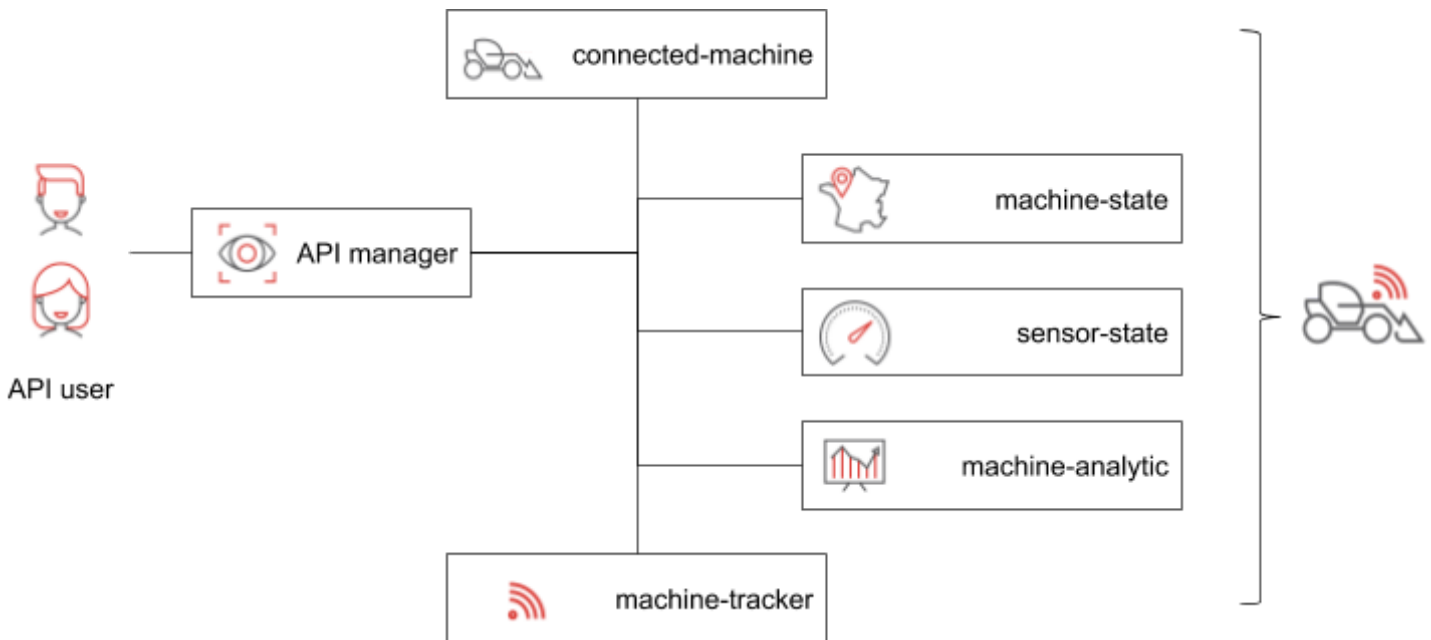 connected-machine
machine-state
API manager
sensor-state
API user
machine-analytic
machine-tracker